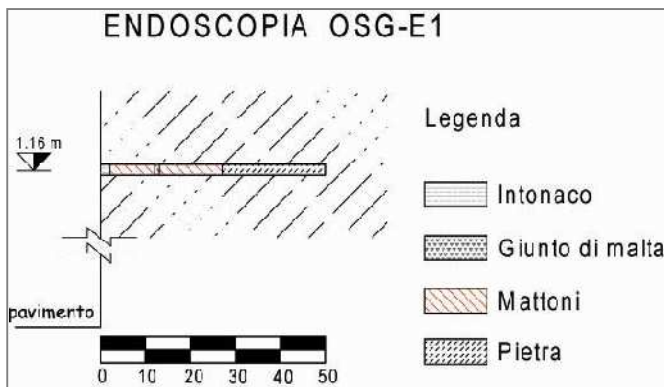 ENDOSCOPIA OSG-E1
1.16 m
Legenda
Intonaco
Giunto di malta
Mattoni
Pietra
pavimento
0 10 20 30 40 50